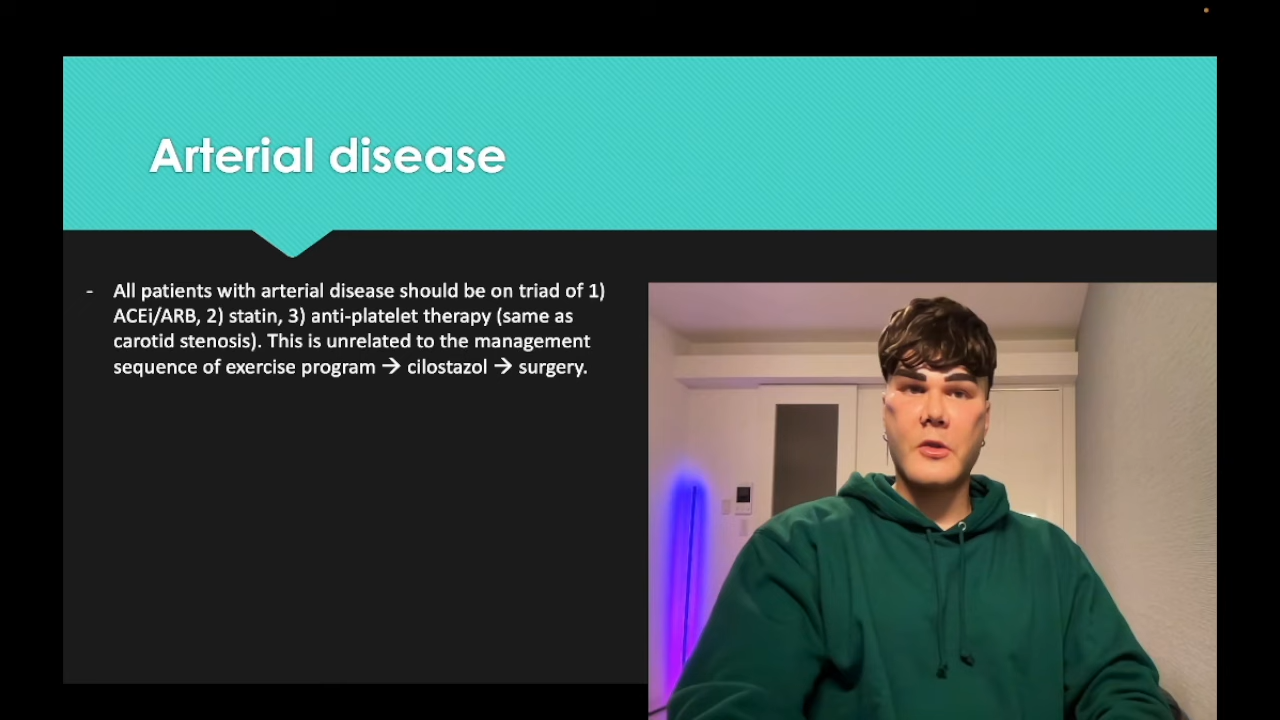 Arterial disease
- All patients with arterial disease should be on triad of 1)
ACEi/ARB, 2) statin, 3) anti-platelet therapy (same as
carotid stenosis). This is unrelated to the management
sequence of exercise program → cilostazol → surgery.